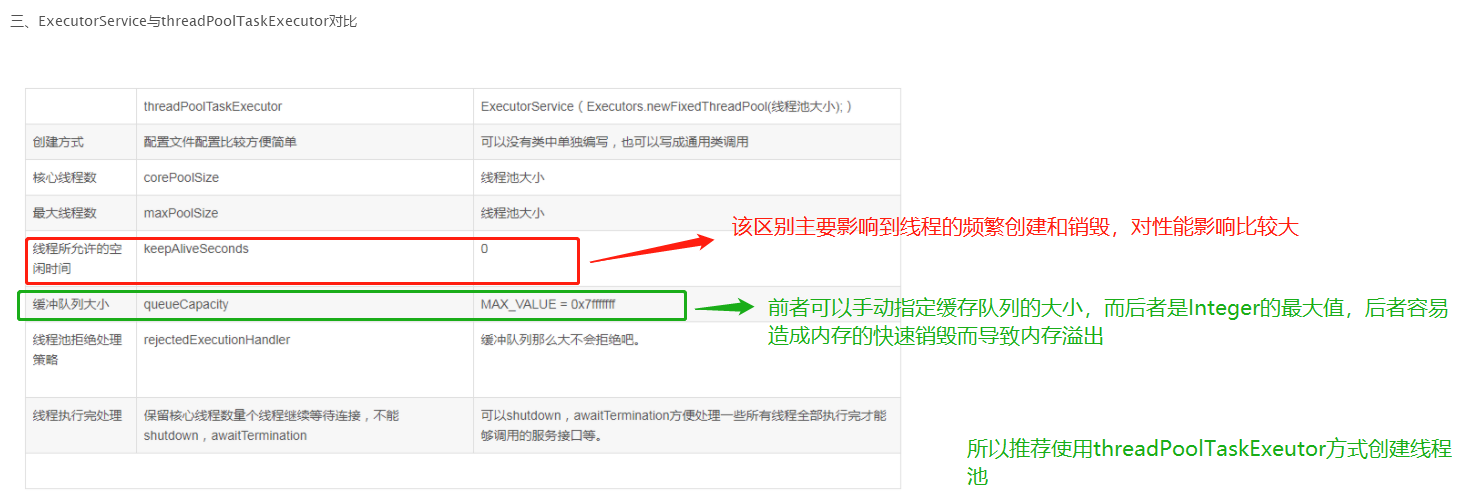 三、ExecutorService与threadPoolTaskExecutor对比
threadPoolTaskExecutor
ExecutorService（Executors.newFixedThreadPool(线程池大小);）
创建方式
配置文件配置比较方便简单
可以没有类中单独编写，也可以写成通用类调用
核心线程数
corePoolSize
线程池大小
最大线程数
maxPoolSize
线程池大小
线程所允许的空
闲时间
keepAliveSeconds
0
该区别主要影响到线程的频繁创建和销毁，对性能影响比较大
缓冲队列大小
queueCapacity
MAX_VALUE = 0x7fffffff
前者可以手动指定缓存队列的大小，而后者是Integer的最大值，后者容易
造成内存的快速销毁而导致内存溢出
线程池拒绝处理
策略
rejectedExecutionHandler
缓冲队列那么大不会拒绝吧。
线程执行完处理
保留核心线程数量个线程继续等待连接，不能
shutdown，awaitTermination
可以shutdown，awaitTermination方便处理一些所有线程全部执行完才能
够调用的服务接口等。
所以推荐使用threadPoolTaskExeutor方式创建线程
池